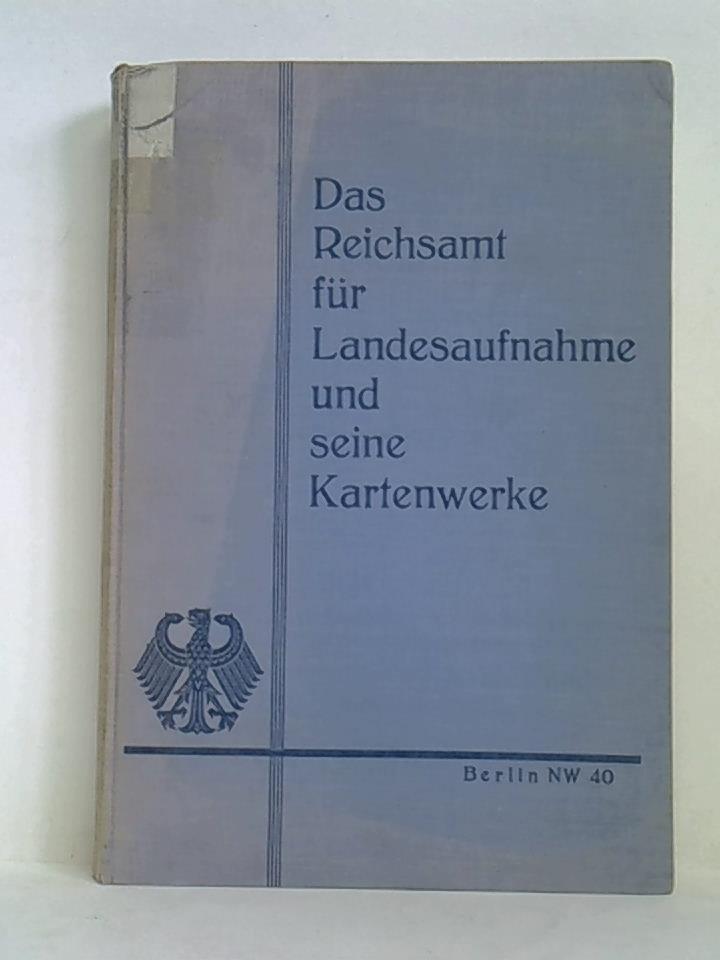 Das
Reichsamt
für
Landesaufnahme
und
seine
Kartenwerke
Berlin NW 40